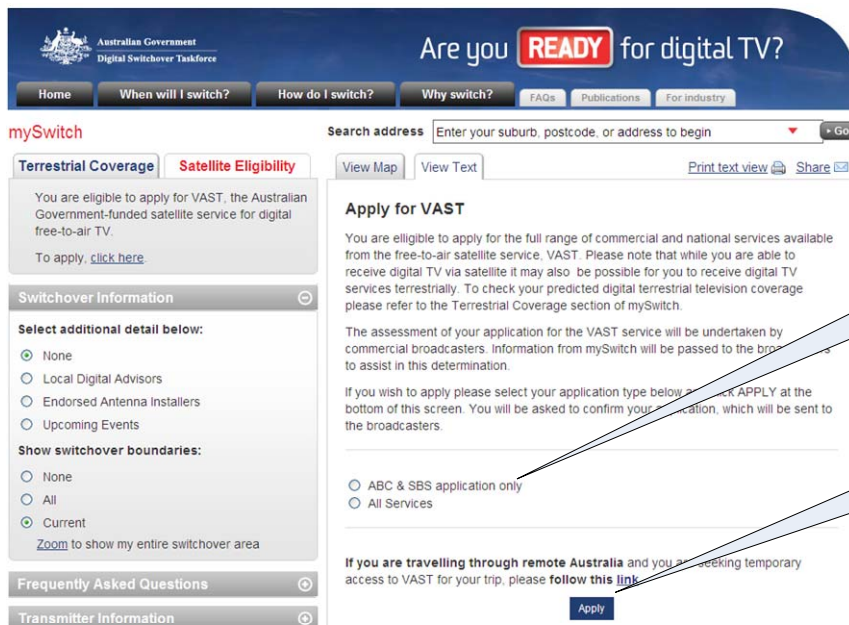 Australian Government
Digital Switchover Taskforce
Are you READY for digital TV?
Home When will I switch? How do I switch? Why switch? FAQs Publications For industry
mySwitch
Search address Enter your suburb, postcode, or address to begin Go
Terrestrial Coverage Satellite Eligibility
You are eligible to apply for VAST, the Australian
Government-funded satellite service for digital
free-to-air TV.
To apply, click here.
Switchover Information
Select additional detail below:
None
Local Digital Advisors
Endorsed Antenna Installers
Upcoming Events
Show switchover boundaries:
None
All
Current
Zoom to show my entire switchover area
Frequently Asked Questions
Transmitter Information
View Map View Text Print text view Share
Apply for VAST
You are elligible to apply for the full range of commercial and national services available
from the free-to-air satellite service, VAST. Please note that while you are able to
receive digital TV via satellite it may also be possible for you to receive digital TV
services terrestrially. To check your predicted digital terrestrial television coverage
please refer to the Terrestrial Coverage section of mySwitch.
The assessment of your application for the VAST service will be undertaken by
commercial broadcasters. Information from mySwitch will be passed to the
to assist in this determination.
If you wish to apply please select your application type below APPLY at the
bottom of this screen. You will be asked to confirm your application, which will be sent to
the broadcasters.
ABC & SBS application only
All Services
If you are travelling through remote Australia and you are seeking temporary
access to VAST for your trip, please follow this link
Apply